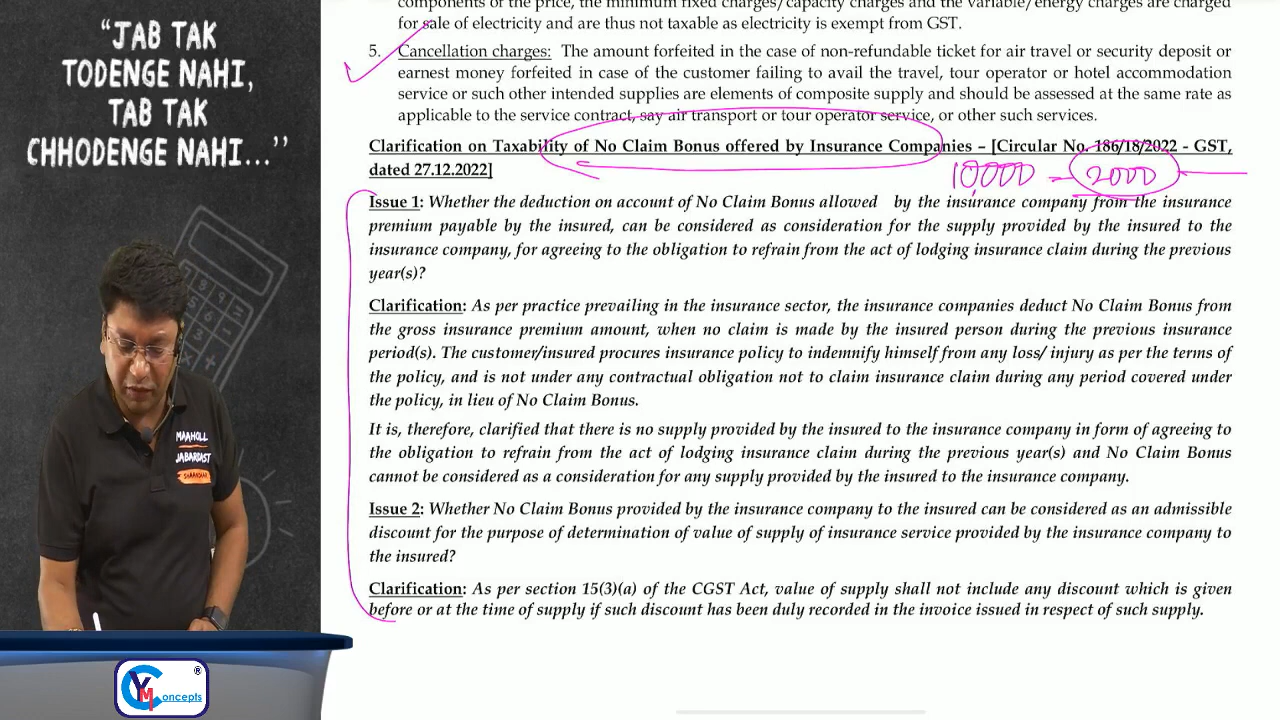 “JAB TAK
TODENGE NAHI,
TAB TAK
CHHODENGE NAHI...’’
components of the price, the minimum fixed charges/capacity charges and the variable/energy charges are charged
for sale of electricity and are thus not taxable as electricity is exempt from GST.
5. Cancellation charges: The amount forfeited in the case of non-refundable ticket for air travel or security deposit or
earnest money forfeited in case of the customer failing to avail the travel, tour operator or hotel accommodation
service or such other intended supplies are elements of composite supply and should be assessed at the same rate as
applicable to the service contract, say air transport or tour operator service, or other such services.
Clarification on Taxability of No Claim Bonus offered by Insurance Companies – [Circular No. 186/18/2022 - GST,
dated 27.12.2022]
10,000 - 2000
Issue 1: Whether the deduction on account of No Claim Bonus allowed by the insurance company from the insurance
premium payable by the insured, can be considered as consideration for the supply provided by the insured to the
insurance company, for agreeing to the obligation to refrain from the act of lodging insurance claim during the previous
year(s)?
Clarification: As per practice prevailing in the insurance sector, the insurance companies deduct No Claim Bonus from
the gross insurance premium amount, when no claim is made by the insured person during the previous insurance
period(s). The customer/insured procures insurance policy to indemnify himself from any loss/ injury as per the terms of
the policy, and is not under any contractual obligation not to claim insurance claim during any period covered under
the policy, in lieu of No Claim Bonus.
It is, therefore, clarified that there is no supply provided by the insured to the insurance company in form of agreeing to
the obligation to refrain from the act of lodging insurance claim during the previous year(s) and No Claim Bonus
cannot be considered as a consideration for any supply provided by the insured to the insurance company.
Issue 2: Whether No Claim Bonus provided by the insurance company to the insured can be considered as an admissible
discount for the purpose of determination of value of supply of insurance service provided by the insurance company to
the insured?
Clarification: As per section 15(3)(a) of the CGST Act, value of supply shall not include any discount which is given
before or at the time of supply if such discount has been duly recorded in the invoice issued in respect of such supply.
MAAHOLL
JABARDAST
SHAANDAAR
YM Concepts ®